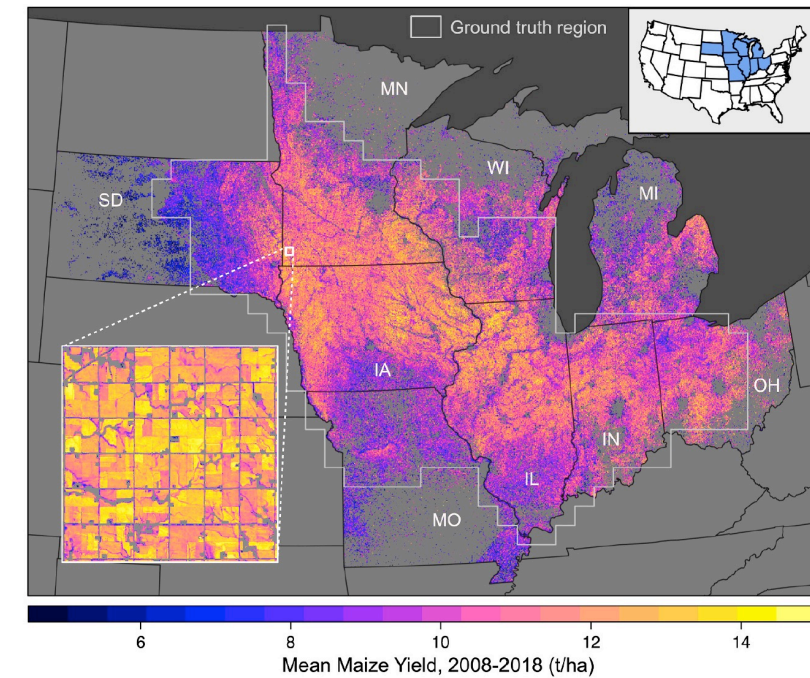 Ground truth region
MN
WI
SD
MI
IA
OH
IN
IL
MO
6 8 10 12 14
Mean Maize Yield, 2008-2018 (t/ha)